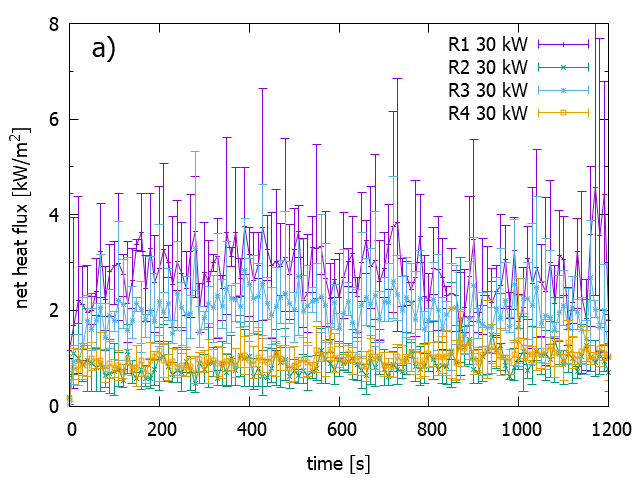 a)
R1 30 kW
R2 30 kW
R3 30 kW
R4 30 kW
net heat flux [kW/m²]
8
6
4
2
0
0 200 400 600 800 1000 1200
time [s]